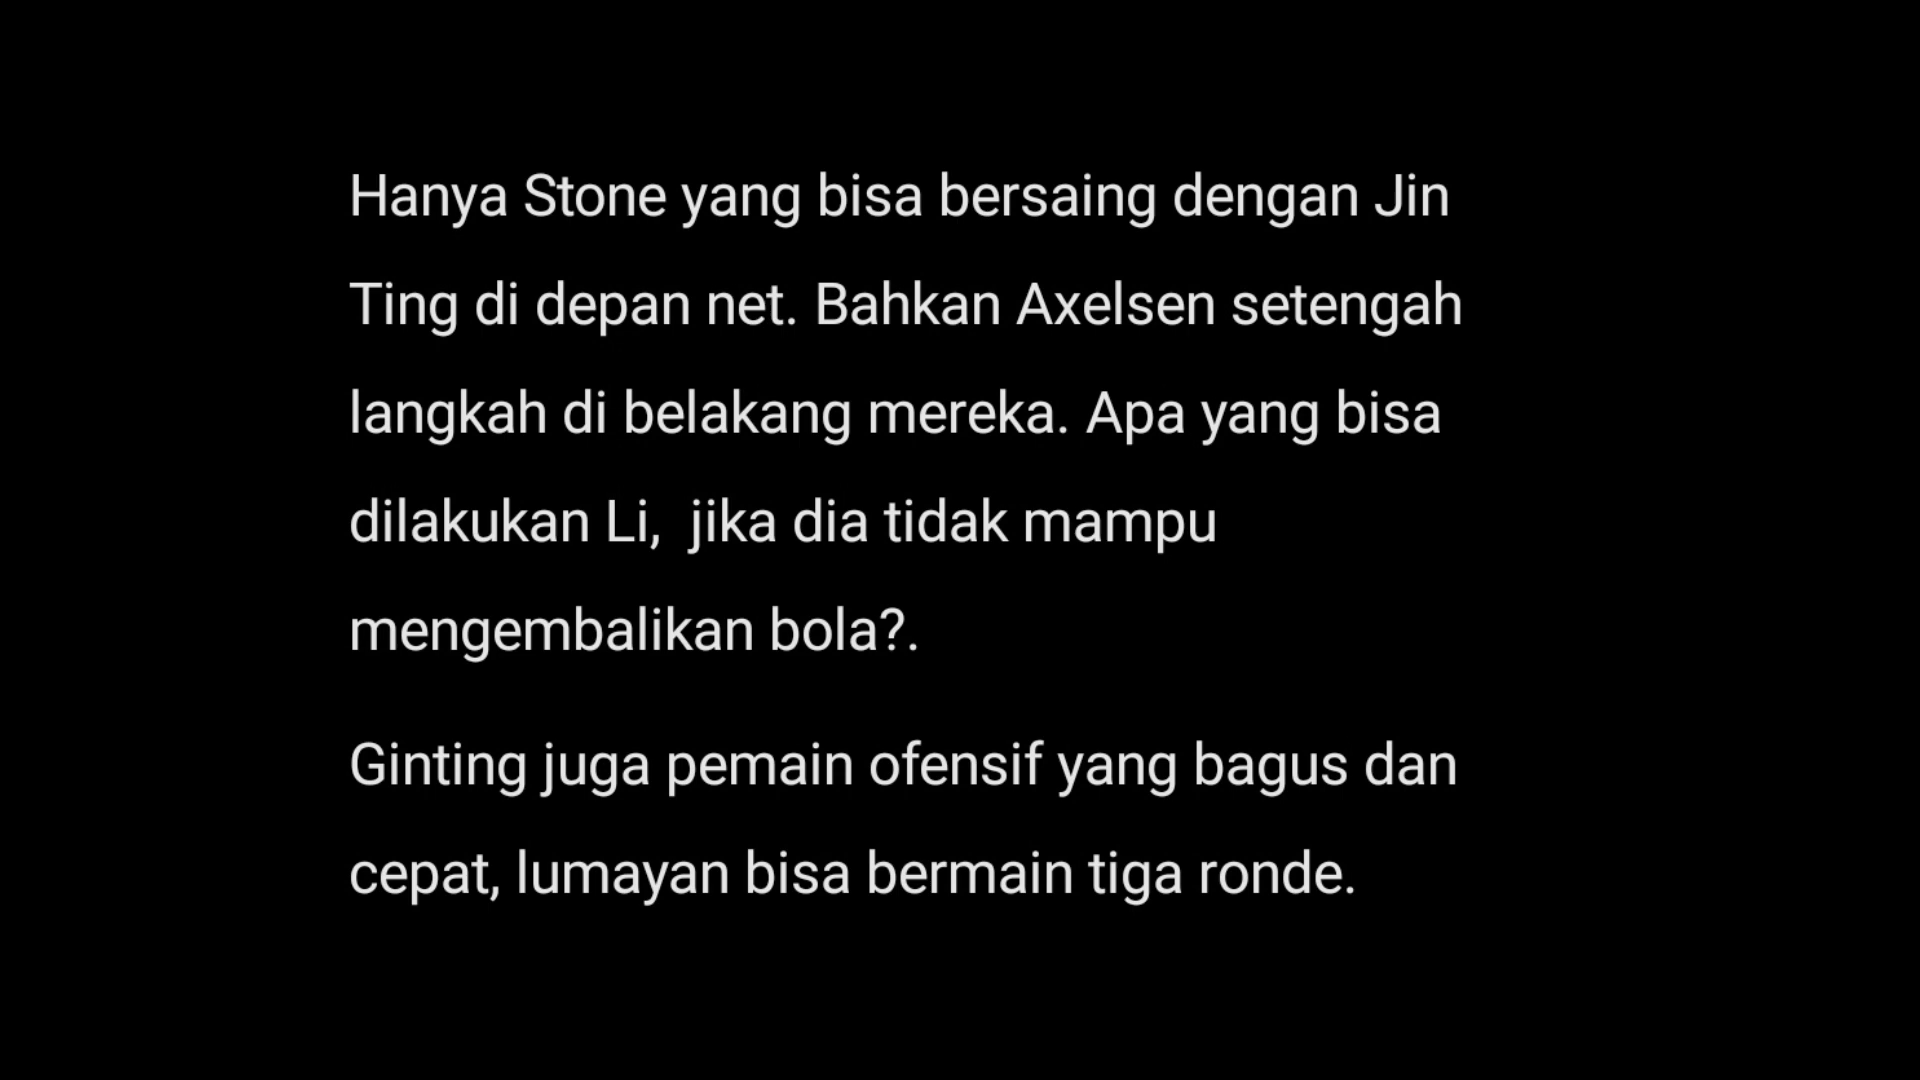 Hanya Stone yang bisa bersaing dengan Jin
Ting di depan net. Bahkan Axelsen setengah
langkah di belakang mereka. Apa yang bisa
dilakukan Li,  jika dia tidak mampu
mengembalikan bola?.
Ginting juga pemain ofensif yang bagus dan
cepat, lumayan bisa bermain tiga ronde.